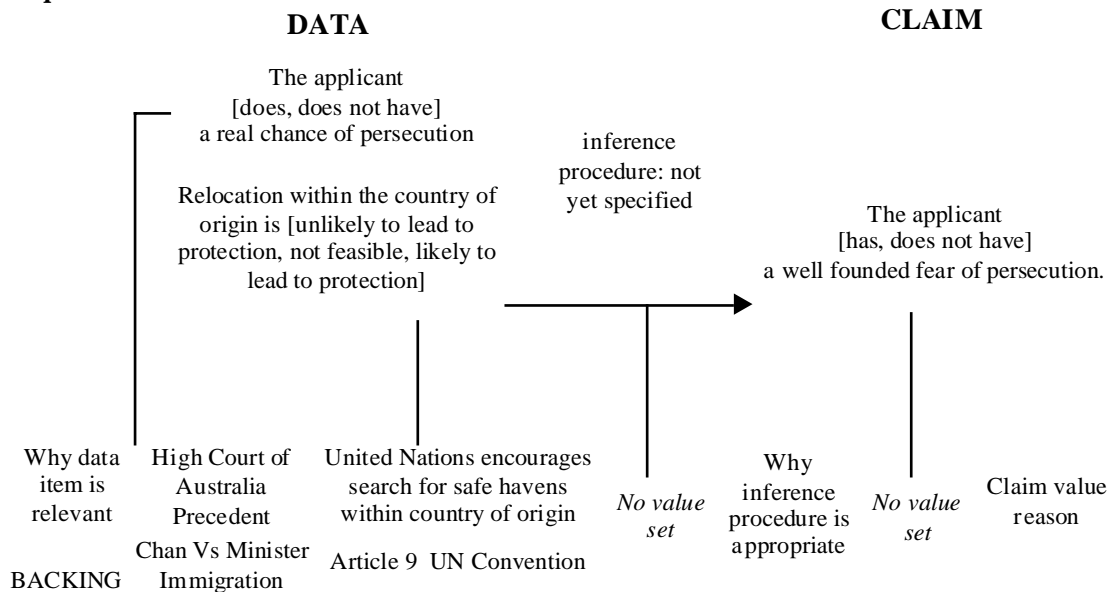 DATA
CLAIM
The applicant
[does, does not have]
a real chance of persecution
Relocation within the country of
origin is [unlikely to lead to
protection, not feasible, likely to
lead to protection]
inference
procedure: not
yet specified
The applicant
[has, does not have]
a well founded fear of persecution.
Why data
item is
relevant
BACKING
High Court of
Australia
Precedent
Chan Vs Minister
Immigration
United Nations encourages
search for safe havens
within country of origin
Article 9 UN Convention
No value
set
Why
inference
procedure is
appropriate
No value
set
Claim value
reason